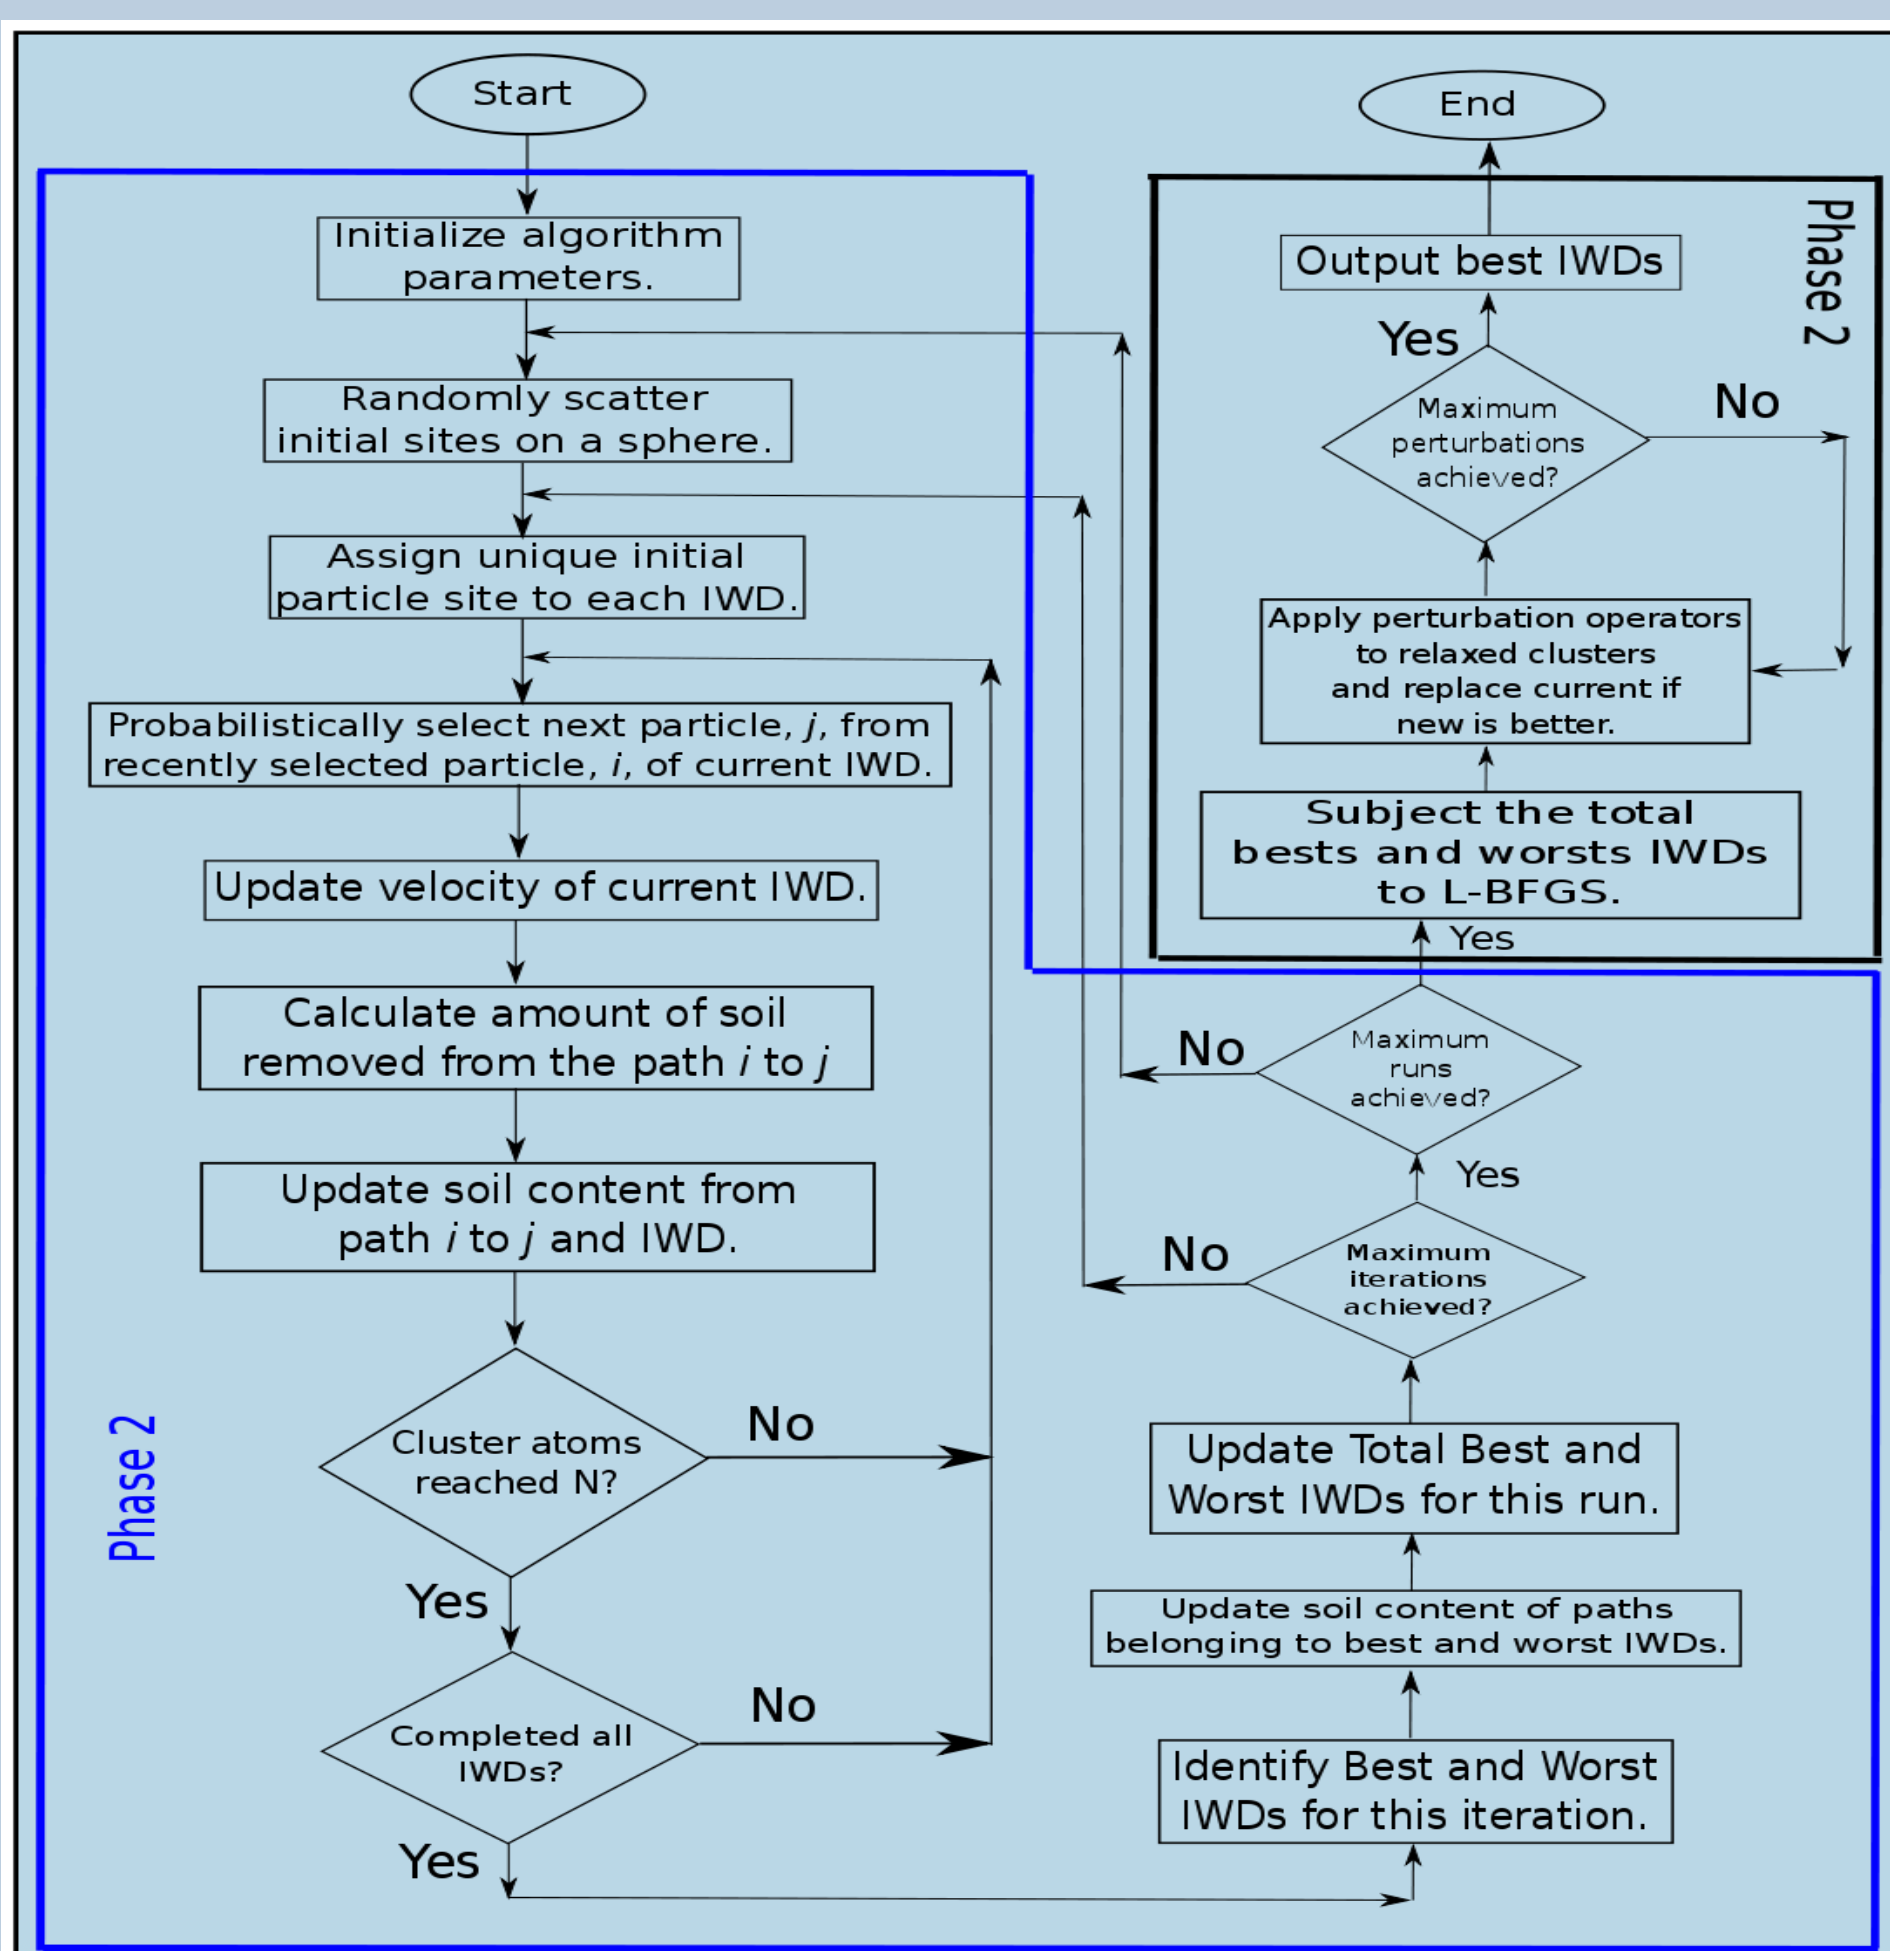 Start
Initialize algorithm
parameters.
Randomly scatter
initial sites on a sphere.
Assign unique initial
particle site to each IWD.
Probabilistically select next particle, j, from
recently selected particle, i, of current IWD.
Update velocity of current IWD.
Calculate amount of soil
removed from the path i to j
Update soil content from
path i to j and IWD.
Cluster atoms
reached N?
No
Yes
Completed all
IWDs?
No
Yes
Phase 2
Identify Best and Worst
IWDs for this iteration.
Update soil content of paths
belonging to best and worst IWDs.
Update Total Best and
Worst IWDs for this run.
Maximum
iterations
achieved?
No
Yes
Maximum
runs
achieved?
No
Yes
Subject the total
bests and worsts IWDs
to L-BFGS.
Apply perturbation operators
to relaxed clusters
and replace current if
new is better.
Maximum
perturbations
achieved?
No
Yes
Output best IWDs
Phase 2
End